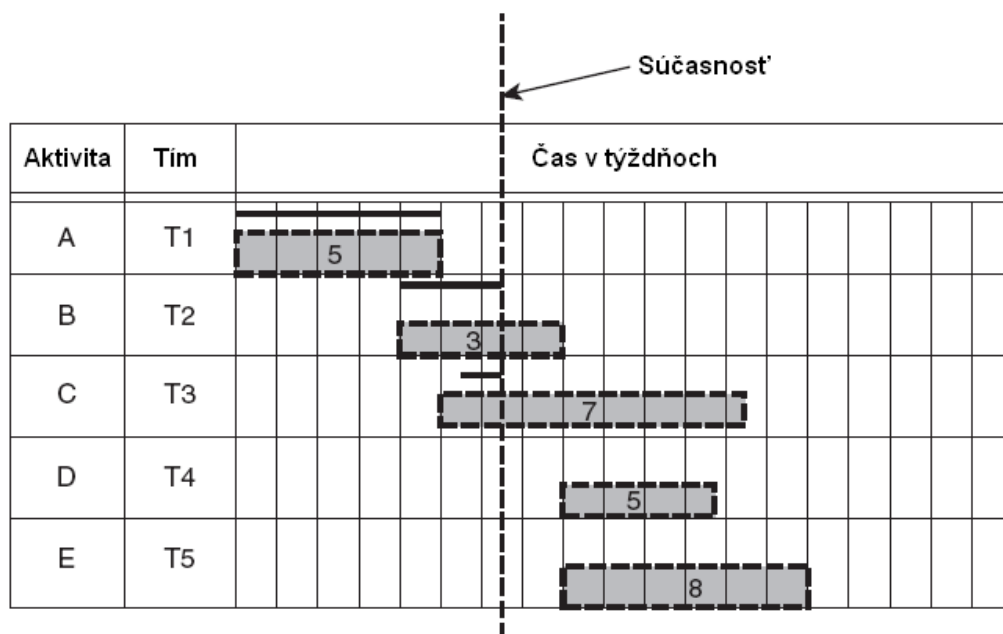 Súčasnosť
Aktivita Tím Čas v týždňoch
A T1 5
B T2 3
C T3 7
D T4 5
E T5 8